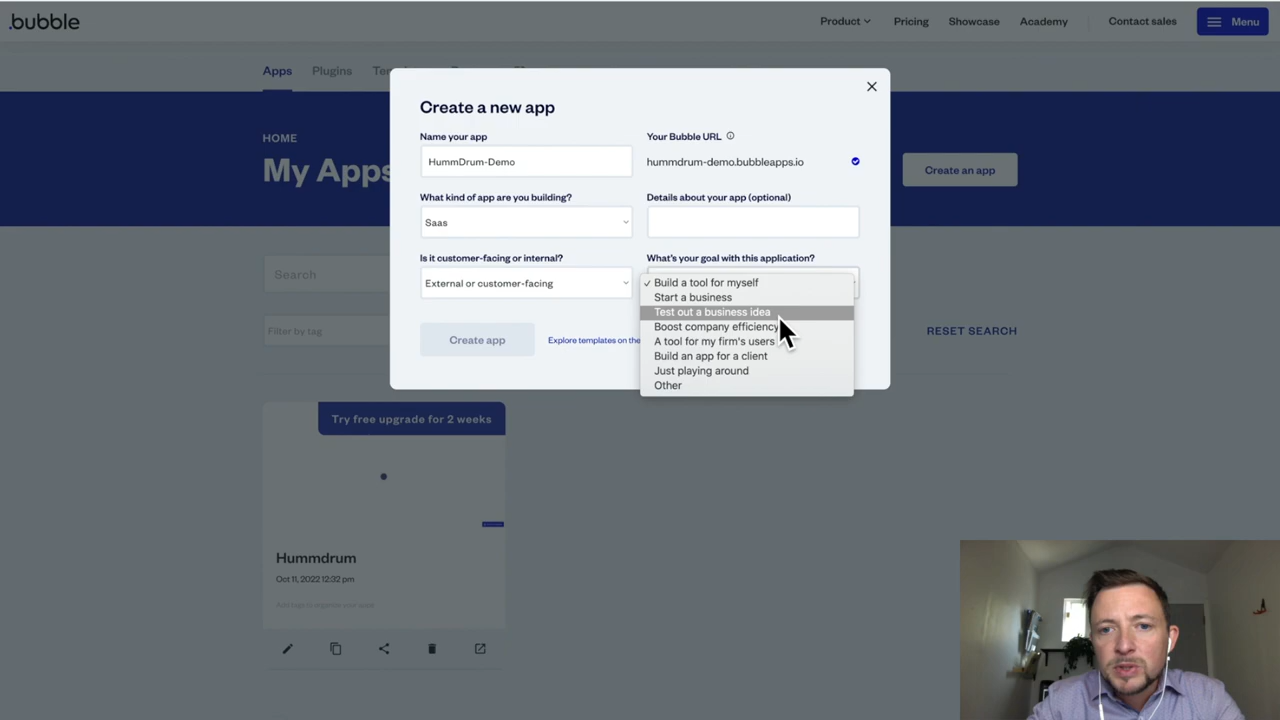 .bubble
Product
Pricing
Showcase
Academy
Contact sales
Menu
Apps
Plugins
HOME
My Apps
Create an app
Create a new app
Name your app
HummDrum-Demo
Your Bubble URL
hummdrum-demo.bubbleapps.io
What kind of app are you building?
Saas
Details about your app (optional)
Is it customer-facing or internal?
External or customer-facing
What's your goal with this application?
Build a tool for myself
Start a business
Test out a business idea
Boost company efficiency
A tool for my firm's users
Build an app for a client
Just playing around
Other
Create app
Explore templates on the
Search
Filter by tag
RESET SEARCH
Try free upgrade for 2 weeks
Hummdrum
Oct 11, 2022 12:32 pm